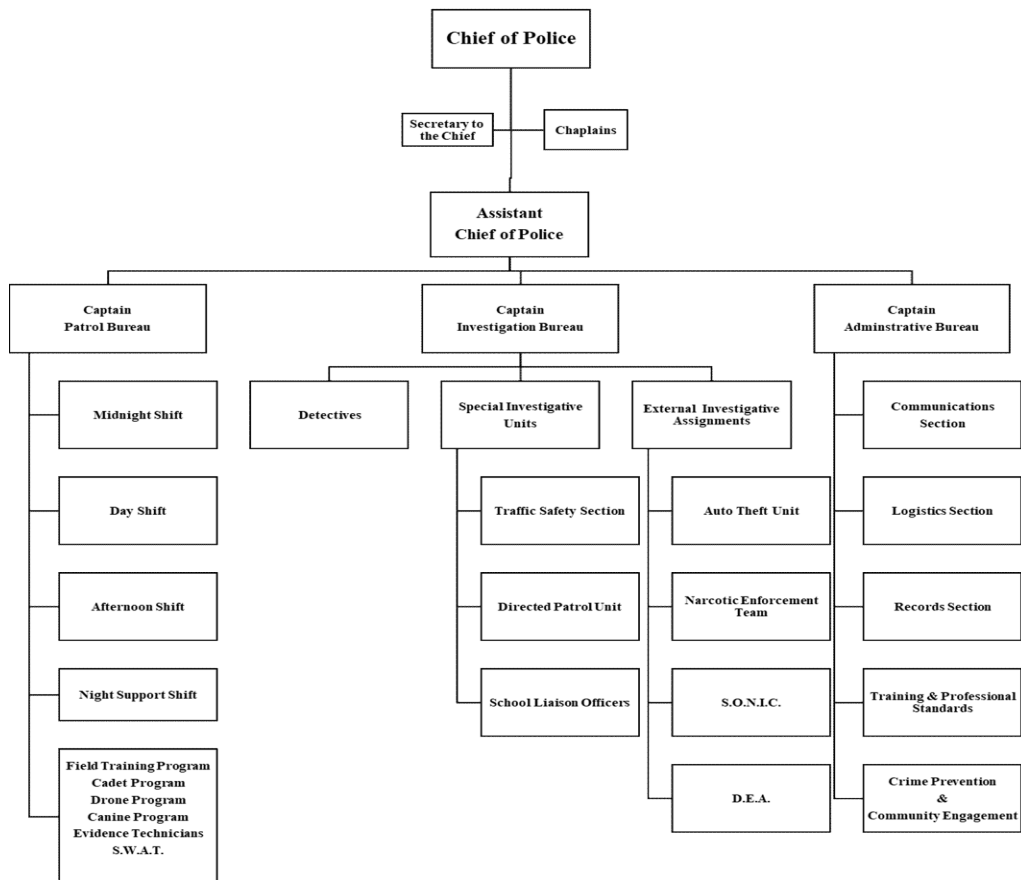 Chief of Police
Secretary to
the Chief
Chaplains
Assistant
Chief of Police
Captain
Patrol Bureau
Captain
Investigation Bureau
Captain
Adminstrative Bureau
Midnight Shift
Day Shift
Afternoon Shift
Night Support Shift
Field Training Program
Cadet Program
Drone Program
Canine Program
Evidence Technicians
S.W.A.T.
Detectives
Special Investigative
Units
Traffic Safety Section
Directed Patrol Unit
School Liaison Officers
External Investigative
Assignments
Auto Theft Unit
Narcotic Enforcement
Team
S.O.N.I.C.
D.E.A.
Communications
Section
Logistics Section
Records Section
Training & Professional
Standards
Crime Prevention
&
Community Engagement